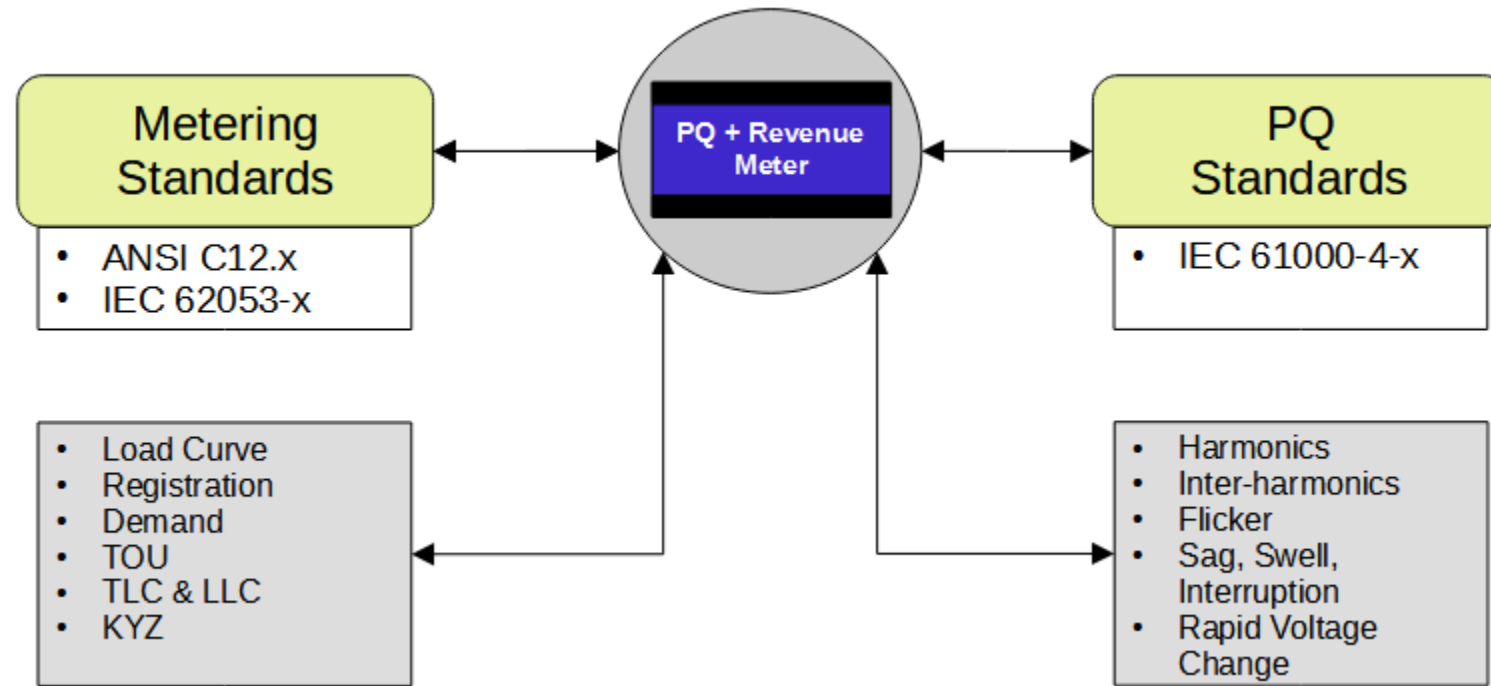 Metering
Standards
• ANSI C12.x
• IEC 62053-x
PQ + Revenue
Meter
PQ
Standards
• IEC 61000-4-x
• Load Curve
• Registration
• Demand
• TOU
• TLC & LLC
• KYZ
• Harmonics
• Inter-harmonics
• Flicker
• Sag, Swell,
Interruption
• Rapid Voltage
Change